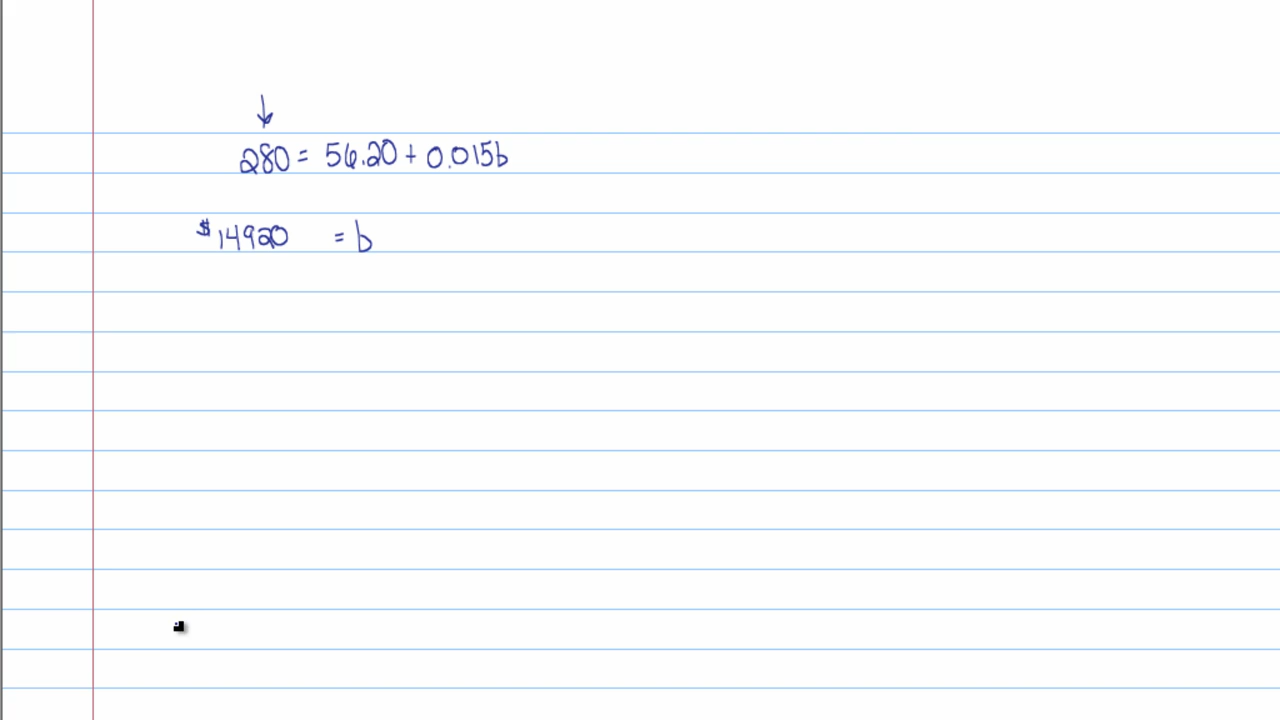 280 = 56.20 + 0.015b
$14920 = b